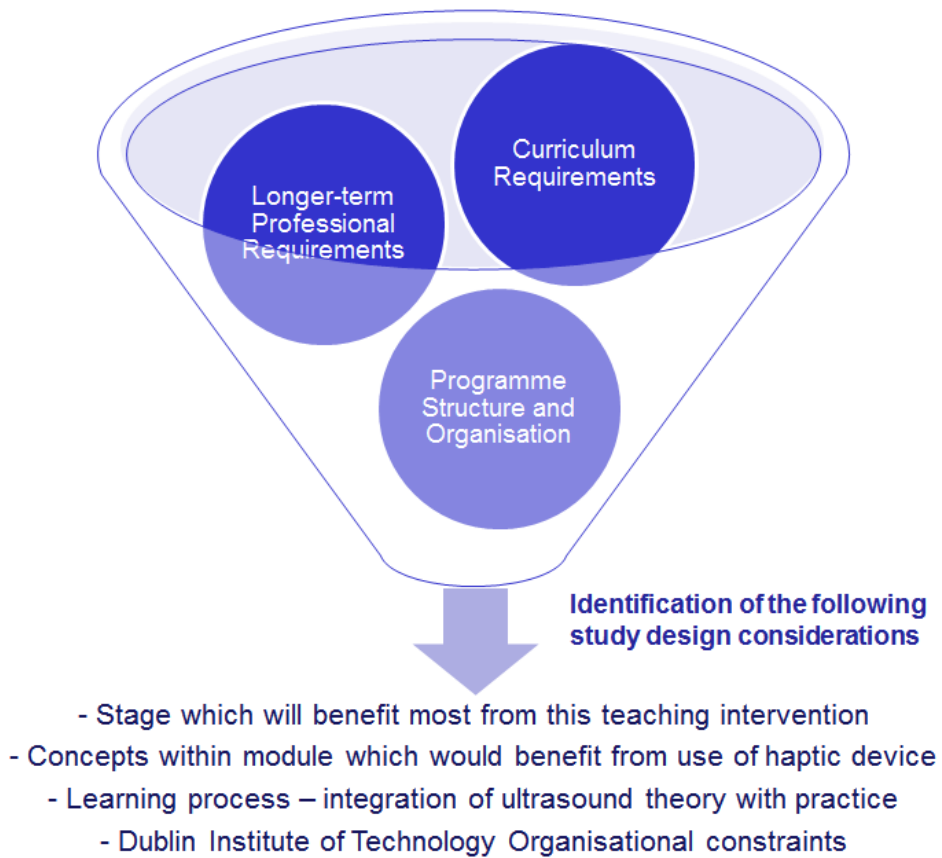 Curriculum
Requirements
Longer-term
Professional
Requirements
Programme
Structure and
Organisation
Identification of the following
study design considerations
- Stage which will benefit most from this teaching intervention
- Concepts within module which would benefit from use of haptic device
- Learning process – integration of ultrasound theory with practice
- Dublin Institute of Technology Organisational constraints